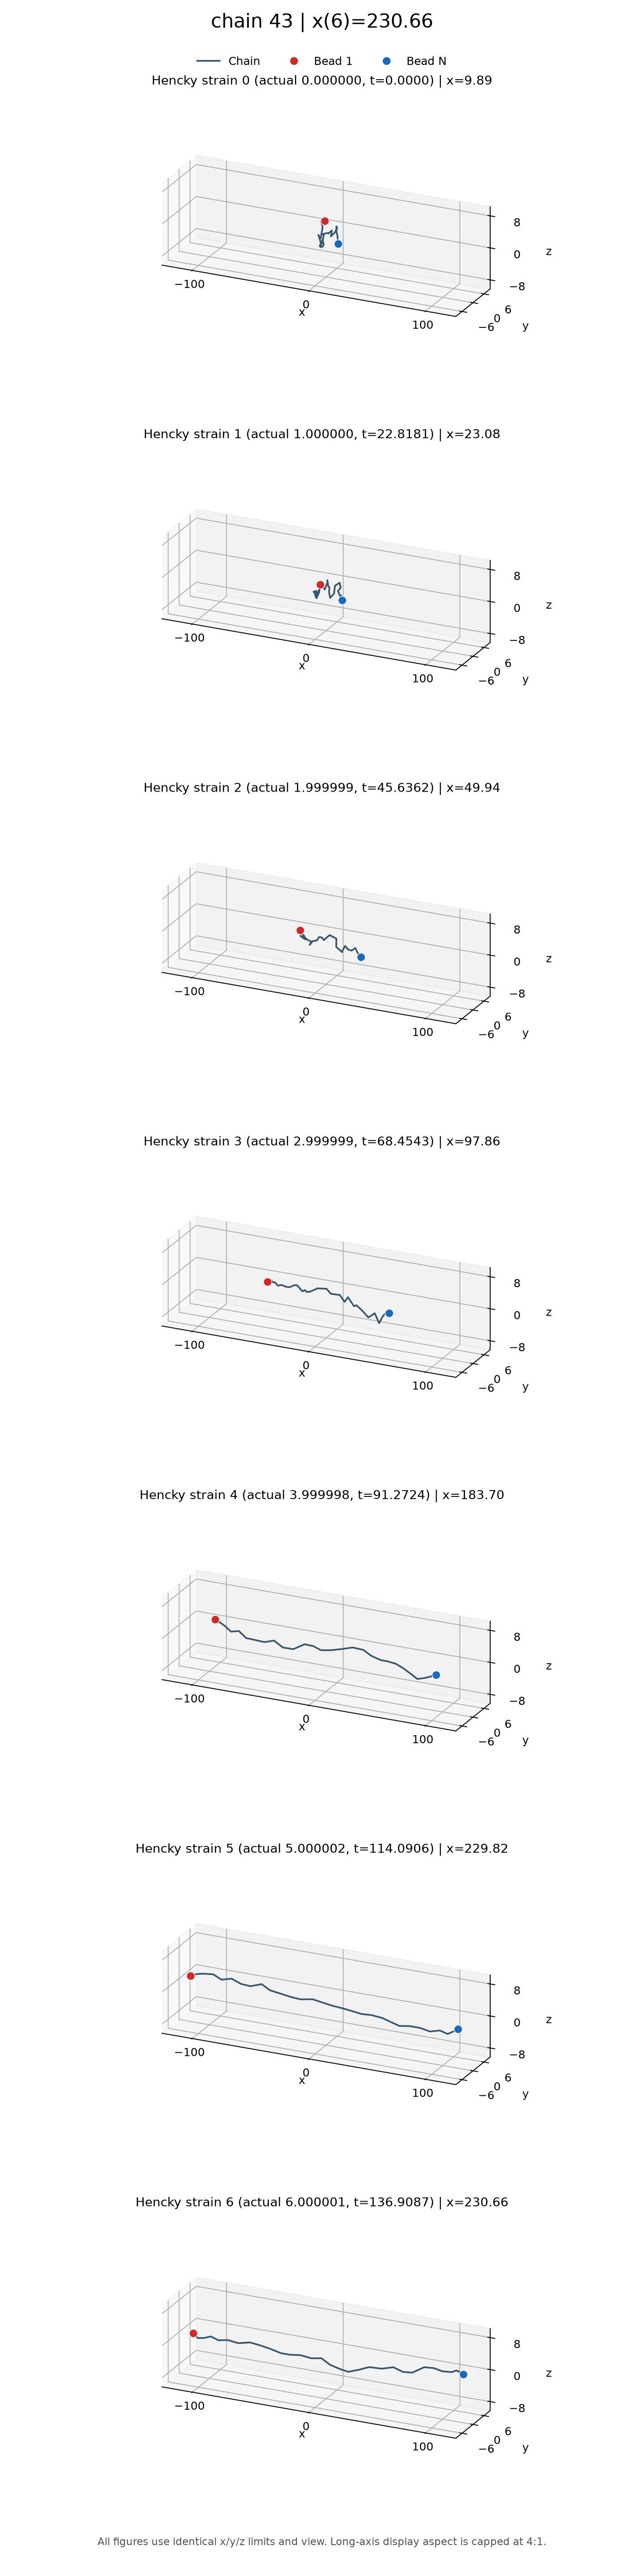 chain 43 | x(6)=230.66
Chain Bead 1 Bead N
Hencky strain 0 (actual 0.000000, t=0.0000) | x=9.89
8
0
−8
z
−100
0
100
x
−6
0
6
y
Hencky strain 1 (actual 1.000000, t=22.8181) | x=23.08
8
0
−8
z
−100
0
100
x
−6
0
6
y
Hencky strain 2 (actual 1.999999, t=45.6362) | x=49.94
8
0
−8
z
−100
0
100
x
−6
0
6
y
Hencky strain 3 (actual 2.999999, t=68.4543) | x=97.86
8
0
−8
z
−100
0
100
x
−6
0
6
y
Hencky strain 4 (actual 3.999998, t=91.2724) | x=183.70
8
0
−8
z
−100
0
100
x
−6
0
6
y
Hencky strain 5 (actual 5.000002, t=114.0906) | x=229.82
8
0
−8
z
−100
0
100
x
−6
0
6
y
Hencky strain 6 (actual 6.000001, t=136.9087) | x=230.66
8
0
−8
z
−100
0
100
x
−6
0
6
y
All figures use identical x/y/z limits and view. Long-axis display aspect is capped at 4:1.